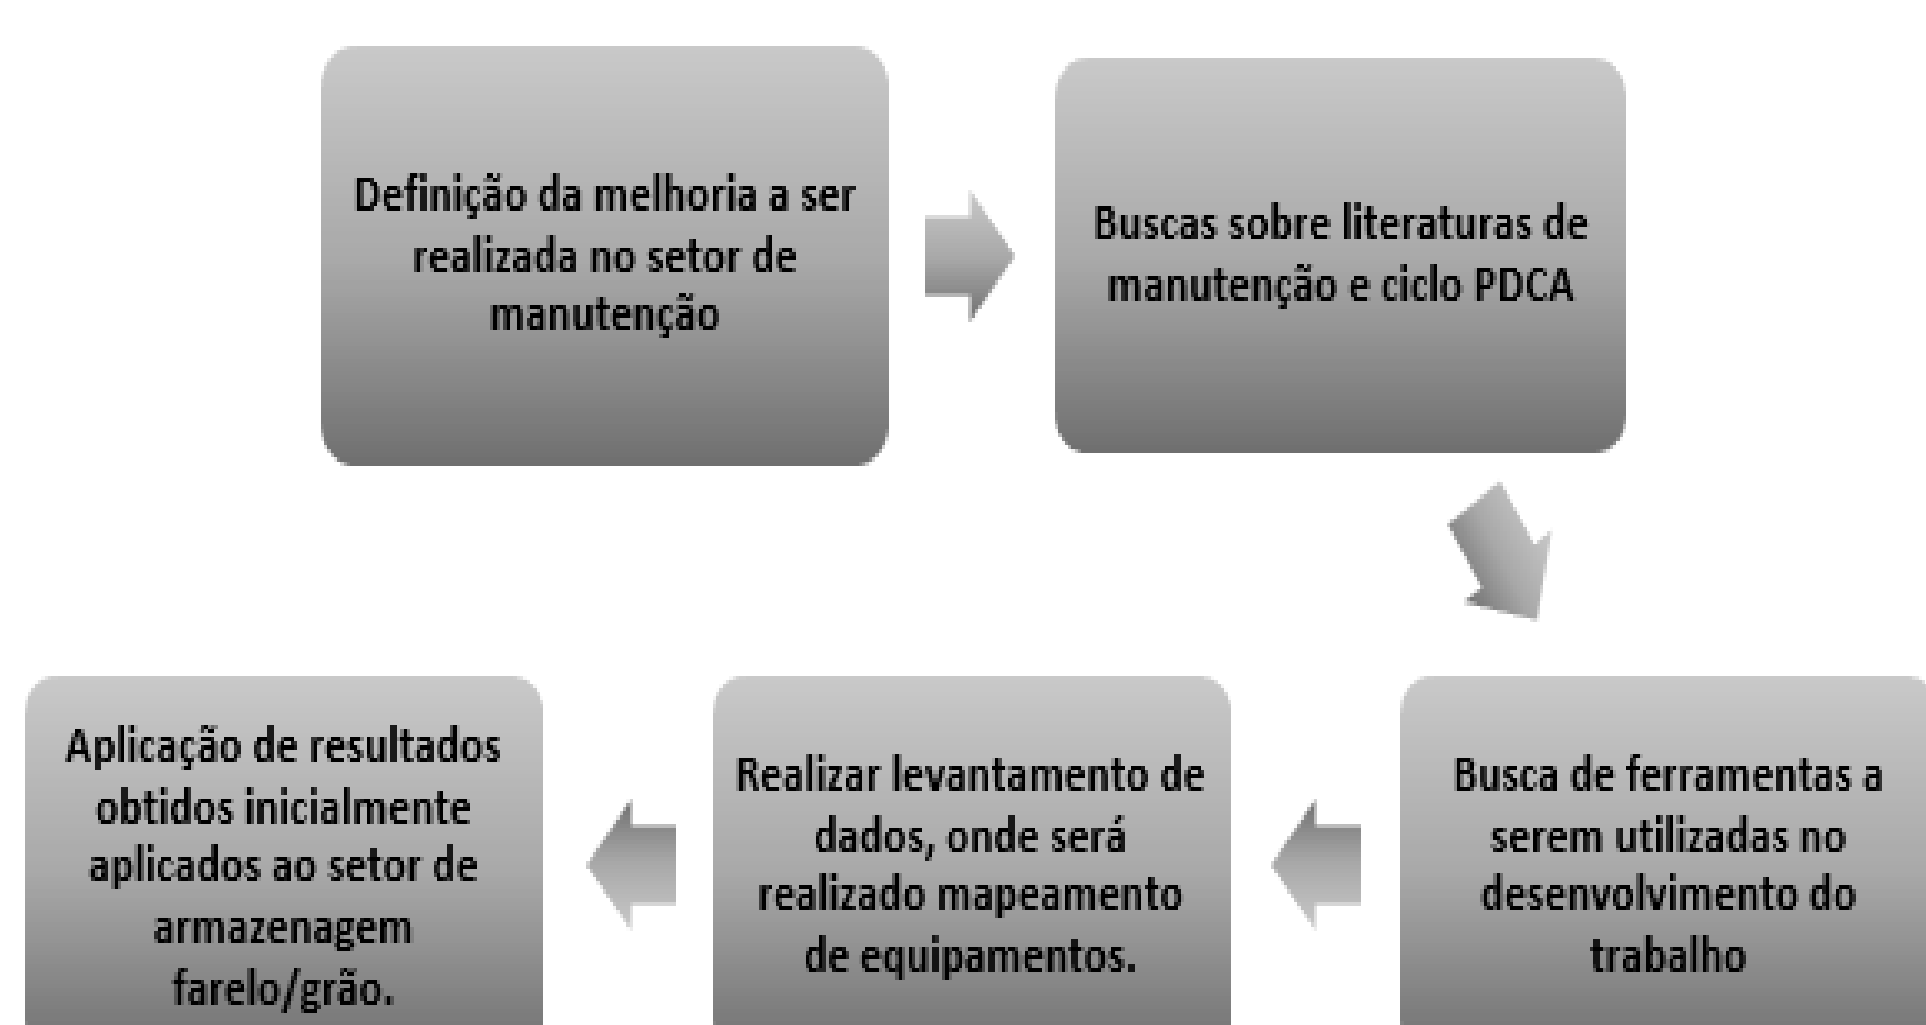 Definição da melhoria a ser
realizada no setor de
manutenção
Buscas sobre literaturas de
manutenção e ciclo PDCA
Busca de ferramentas a
serem utilizadas no
desenvolvimento do
trabalho
Realizar levantamento de
dados, onde será
realizado mapeamento
de equipamentos.
Aplicação de resultados
obtidos inicialmente
aplicados ao setor de
armazenagem
farelo/grão.